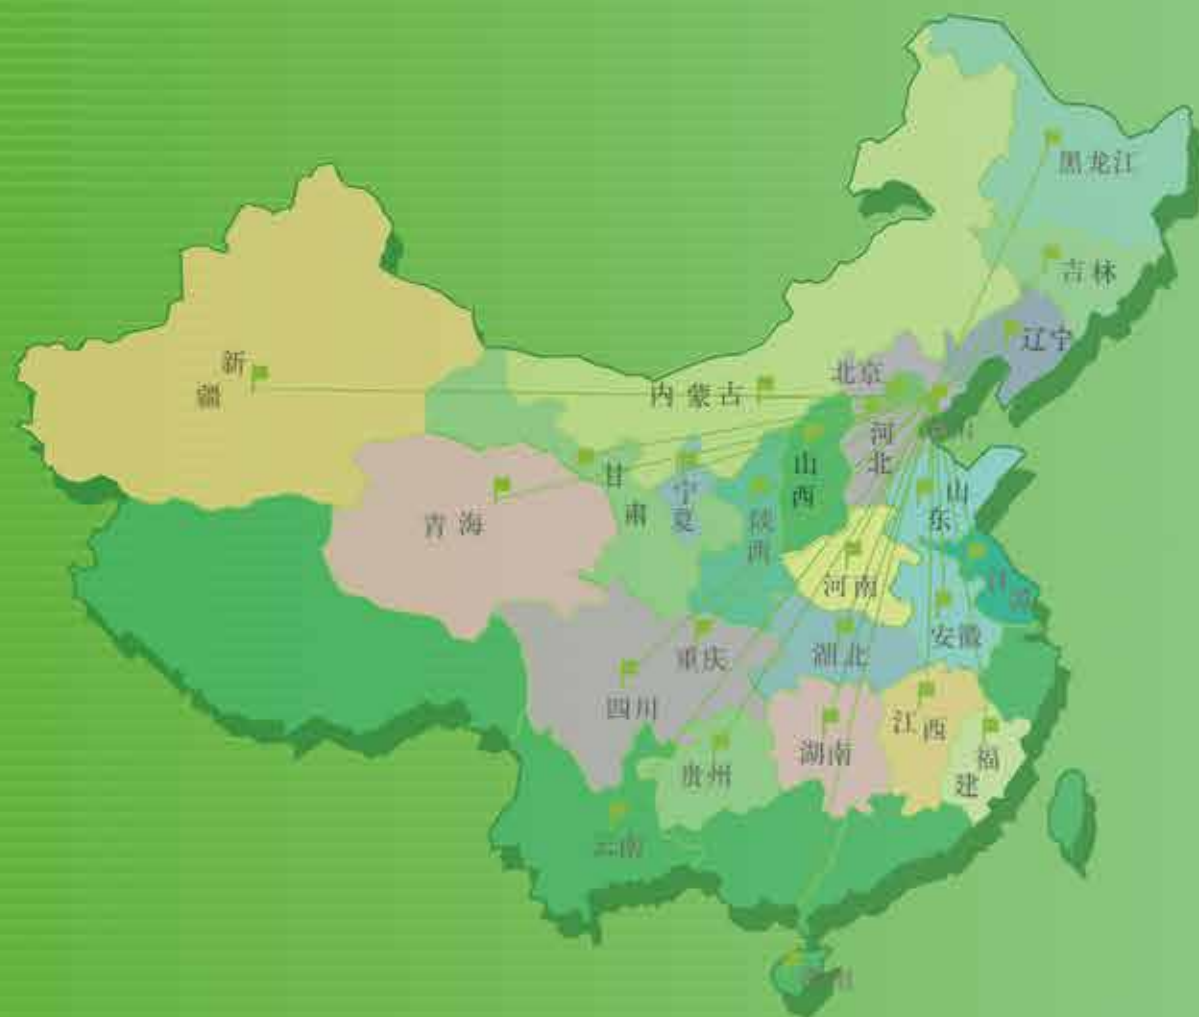 黑龙江
吉林
辽宁
新疆
北京
内蒙古
河北
山西
山东
甘肃
宁夏
青海
陕西
河南
安徽
湖北
重庆
四川
江西
湖南
福建
贵州
云南